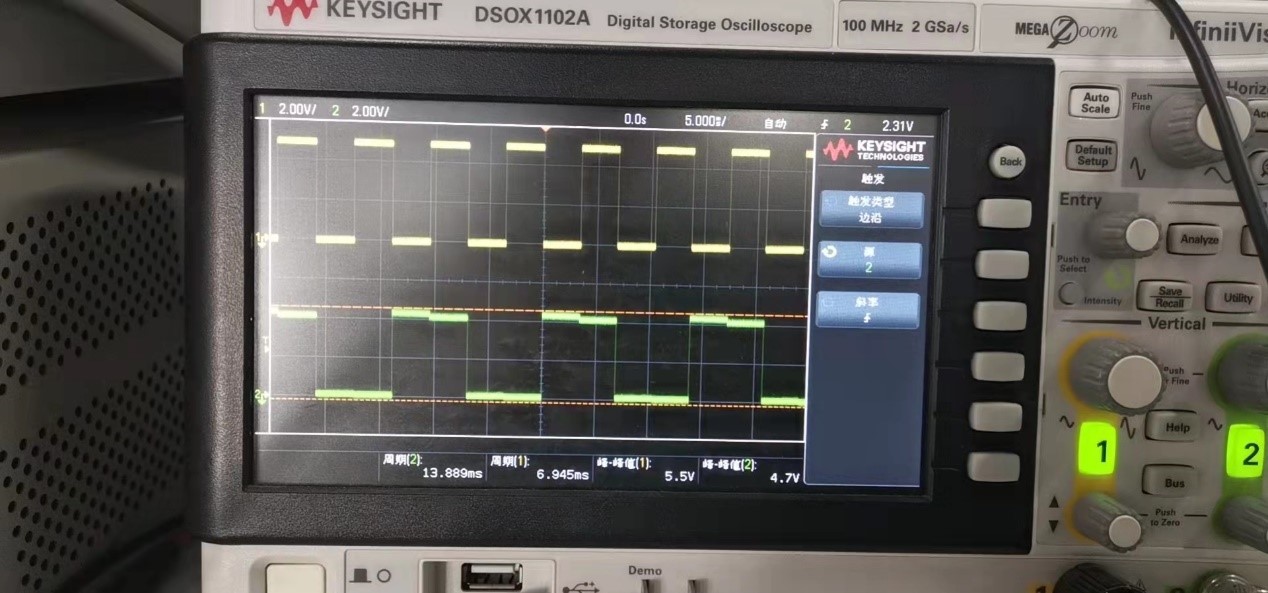 KEYSIGHT DSOX1102A Digital Storage Oscilloscope 100 MHz 2 GSa/s MEGA Zoom
1 2.00V/ 2 2.00V/ 0.0s 5.000ms/ 自动 2 2.31V
KEYSIGHT
TECHNOLOGIES
触发
触发类型
边沿
源
2
斜率
周期(2):
13.889ms
周期(1):
6.945ms
峰-峰值(1):
5.5V
峰-峰值(2):
4.7V
Back
Auto
Scale
Default
Setup
Push
Fine
Entry
Push to
Select
Intensity
Analyze
Save
Recall
Utility
Vertical
Push
Fine
1
Help
2
Bus
Push
to Zero
Demo